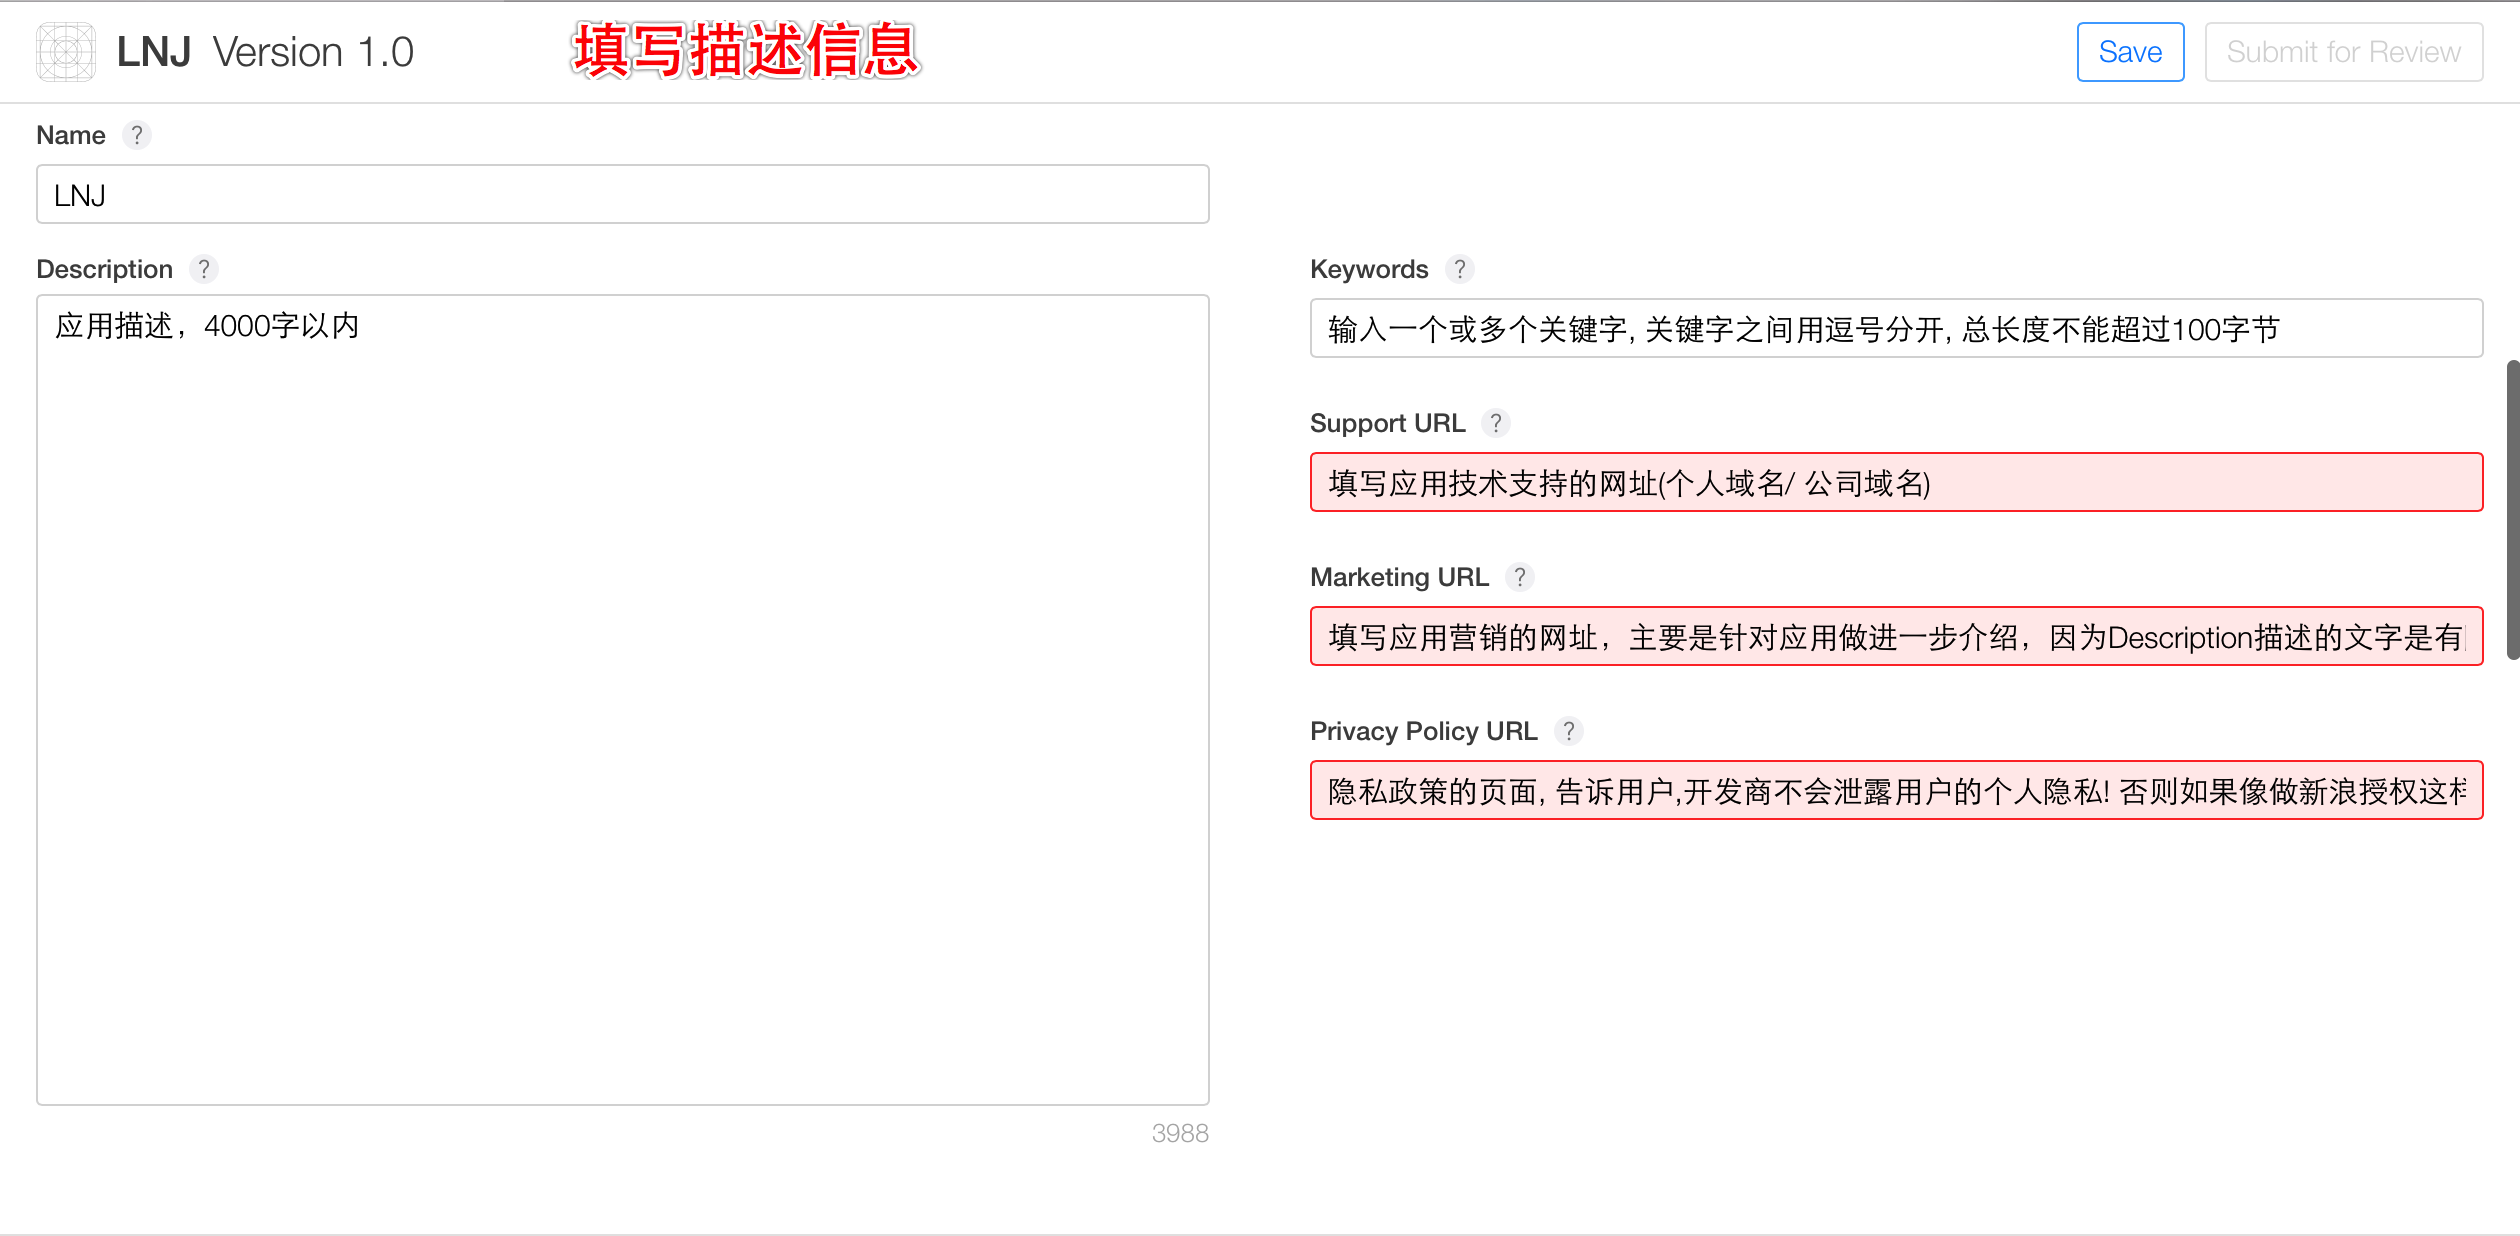 LNJ Version 1.0
填写描述信息
Save
Submit for Review
Name ?
LNJ
Description ?
应用描述，4000字以内
3988
Keywords ?
输入一个或多个关键字, 关键字之间用逗号分开, 总长度不能超过100字节
Support URL ?
填写应用技术支持的网址(个人域名/ 公司域名)
Marketing URL ?
填写应用营销的网址，主要是针对应用做进一步介绍，因为Description描述的文字是有
Privacy Policy URL ?
隐私政策的页面, 告诉用户,开发商不会泄露用户的个人隐私! 否则如果像做新浪授权这样